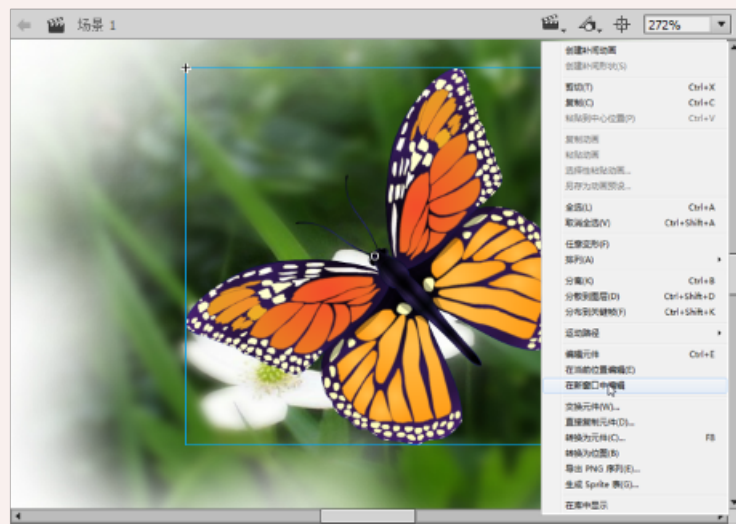 场景 1
272%
创建补间动画
创建补间形状(S)
剪切(T) Ctrl+X
复制(C) Ctrl+C
粘贴到中心位置(P) Ctrl+V
复制动画
粘贴动画
选择性粘贴动画...
另存为动画预设...
全选(L) Ctrl+A
取消全选(V) Ctrl+Shift+A
任意变形(F)
排列(A)
分离(K) Ctrl+B
分散到图层(D) Ctrl+Shift+D
分布到关键帧(F) Ctrl+Shift+K
运动路径
编辑元件 Ctrl+E
在当前位置编辑(E)
在新窗口中编辑
交换元件(W)...
直接复制元件(D)...
转换为元件(C)... F8
转换为位图(B)
导出 PNG 序列(E)...
生成 Sprite 表(G)...
在库中显示